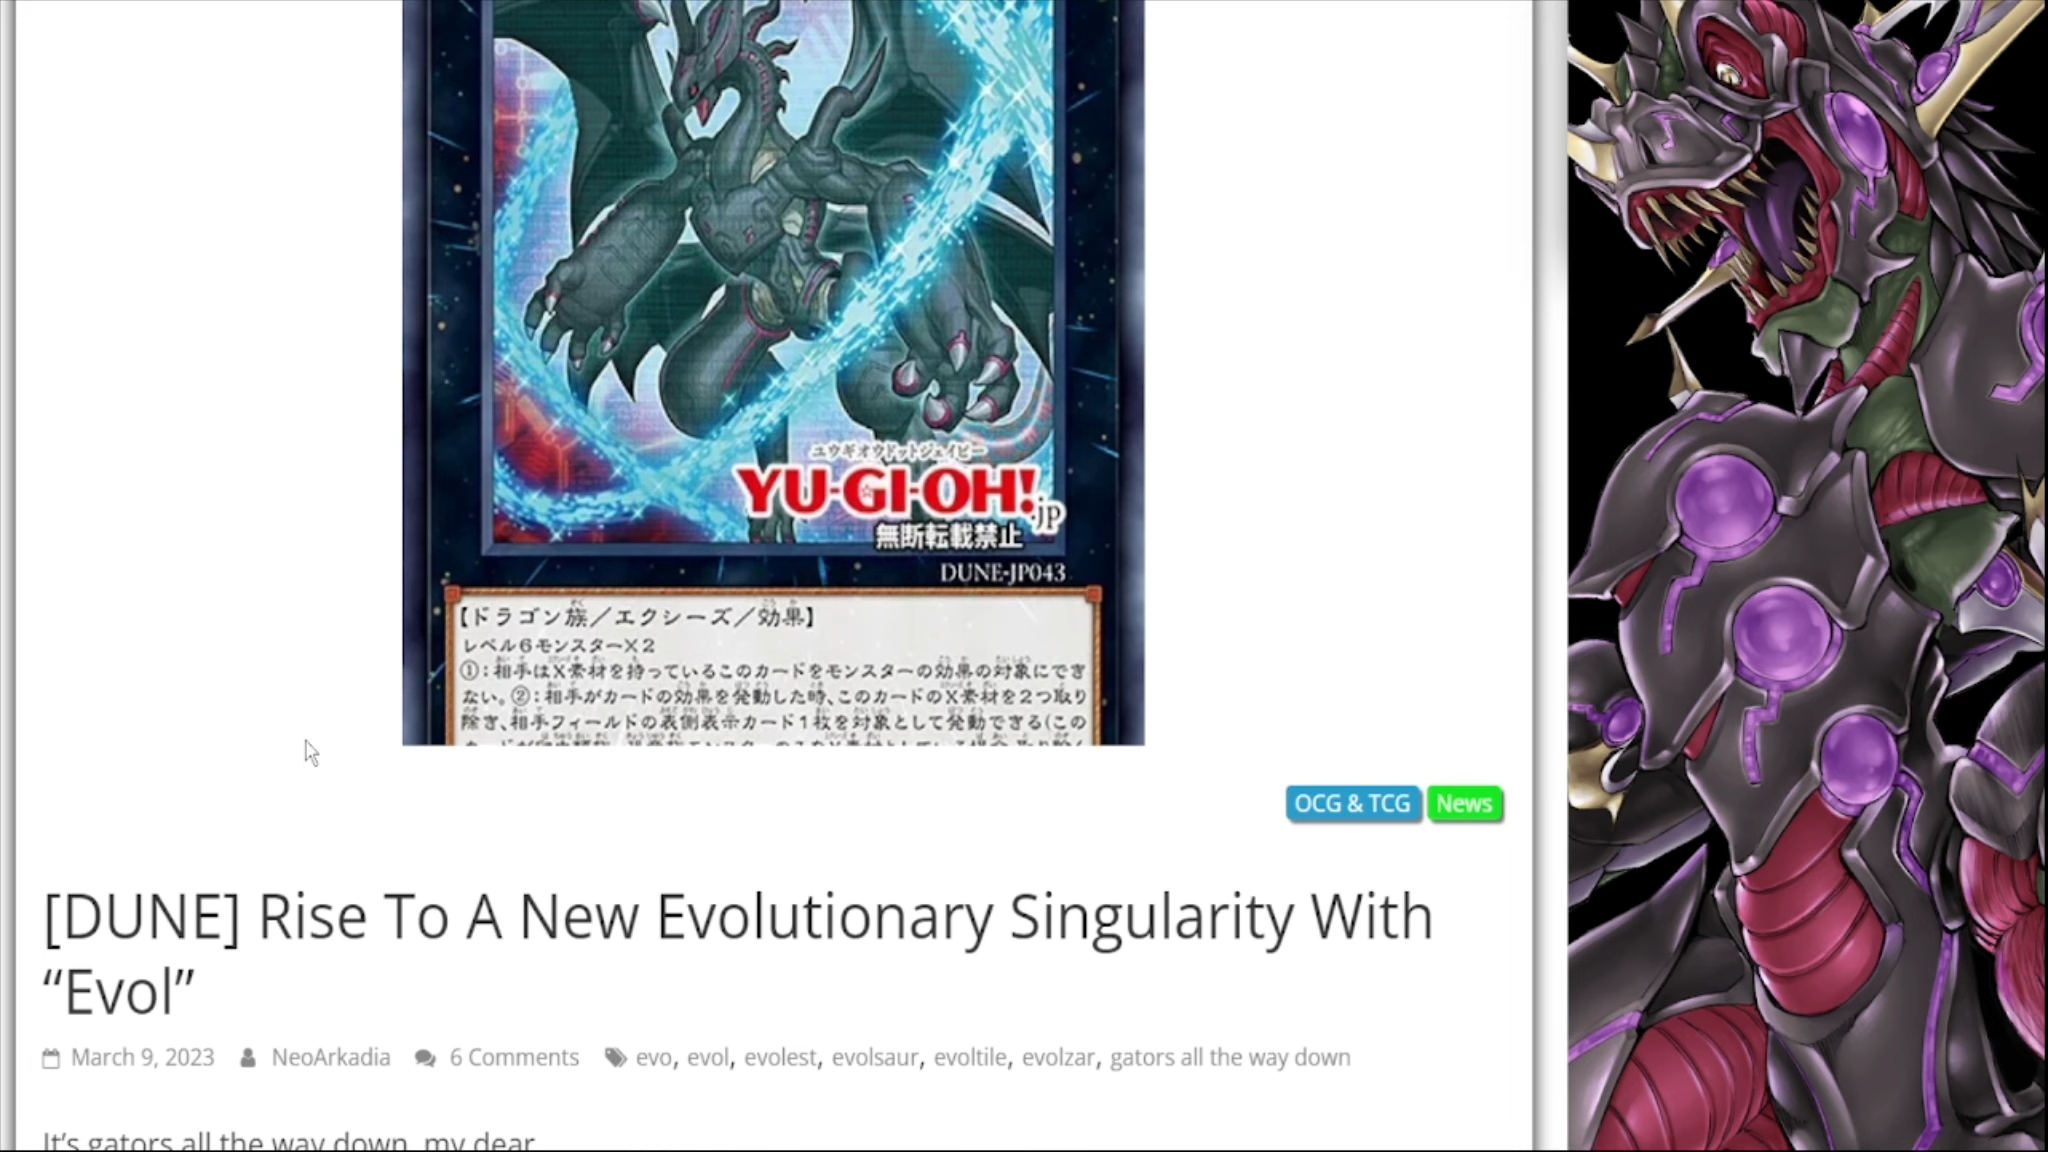 ユウギオウドットジェイピー
YU-GI-OH!.jp
無断転載禁止
DUNE-JP043
【ドラゴン族／エクシーズ／効果】
レベル6モンスター×2
①：相手はX素材を持っているこのカードをモンスターの効果の対象にでき
ない。②：相手がカードの効果を発動した時、このカードのX素材を2つ取り
除き、相手フィールドの表側表示カード1枚を対象として発動できる(この
OCG & TCG News
[DUNE] Rise To A New Evolutionary Singularity With
“Evol”
March 9, 2023 NeoArkadia 6 Comments evo, evol, evolest, evolsaur, evoltile, evolzar, gators all the way down
It’s gators all the way down, my dear